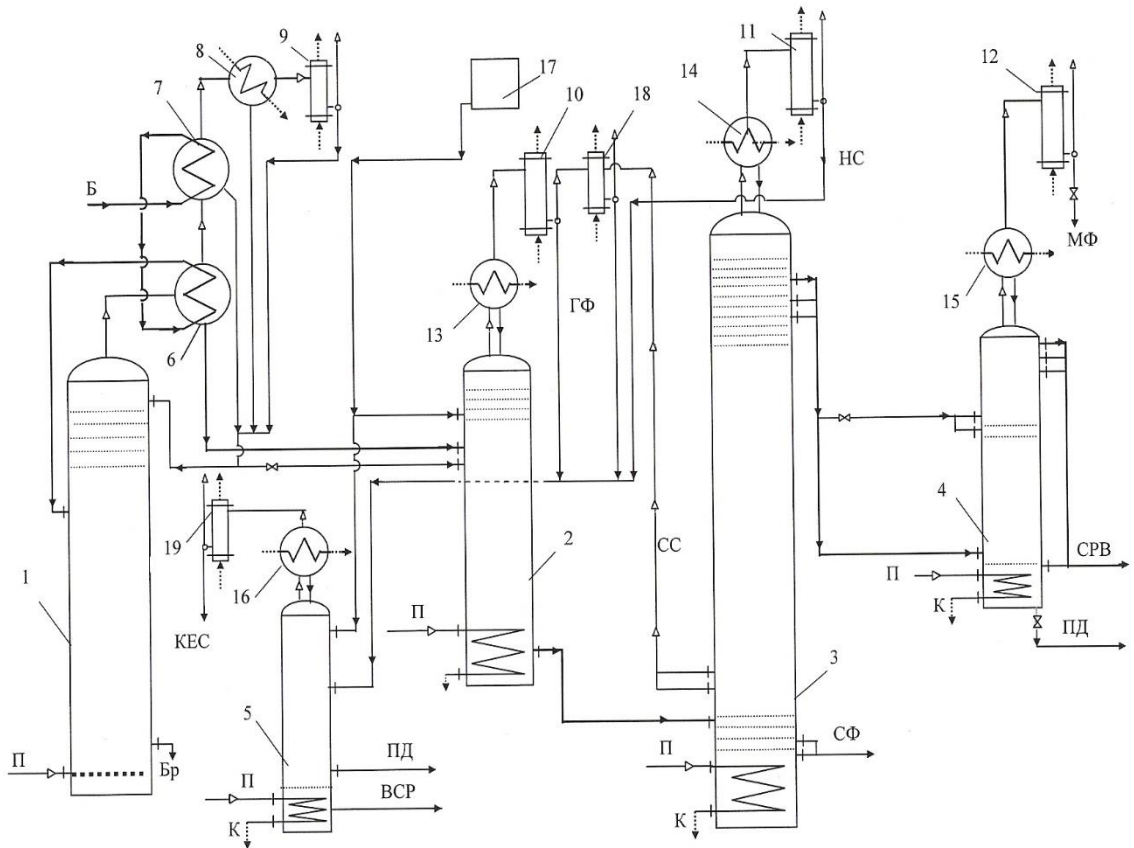 9
8
17
11
14
12
7
10
18
НС
Б
МФ
6
13
ГФ
15
19
16
1
2
СС
4
СРВ
П
К
КЕС
П
ПД
5
3
СФ
П
Бр
П
ПД
П
ВСР
К
К